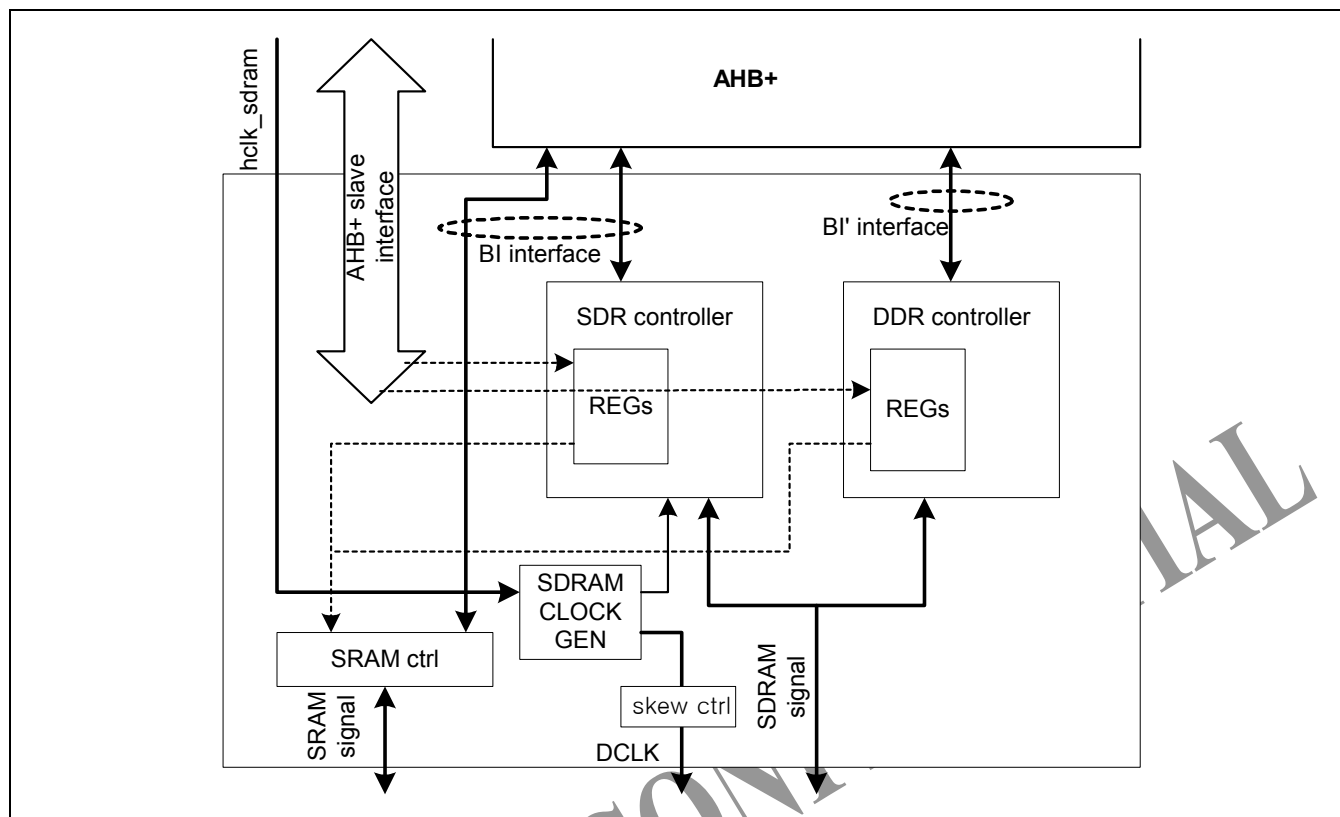 AHB+
hclk_sdram
AHB+ slave
interface
BI interface
BI' interface
SDR controller
DDR controller
REGs
REGs
SDRAM
CLOCK
GEN
SRAM ctrl
skew ctrl
SRAM
signal
DCLK
SDRAM
signal